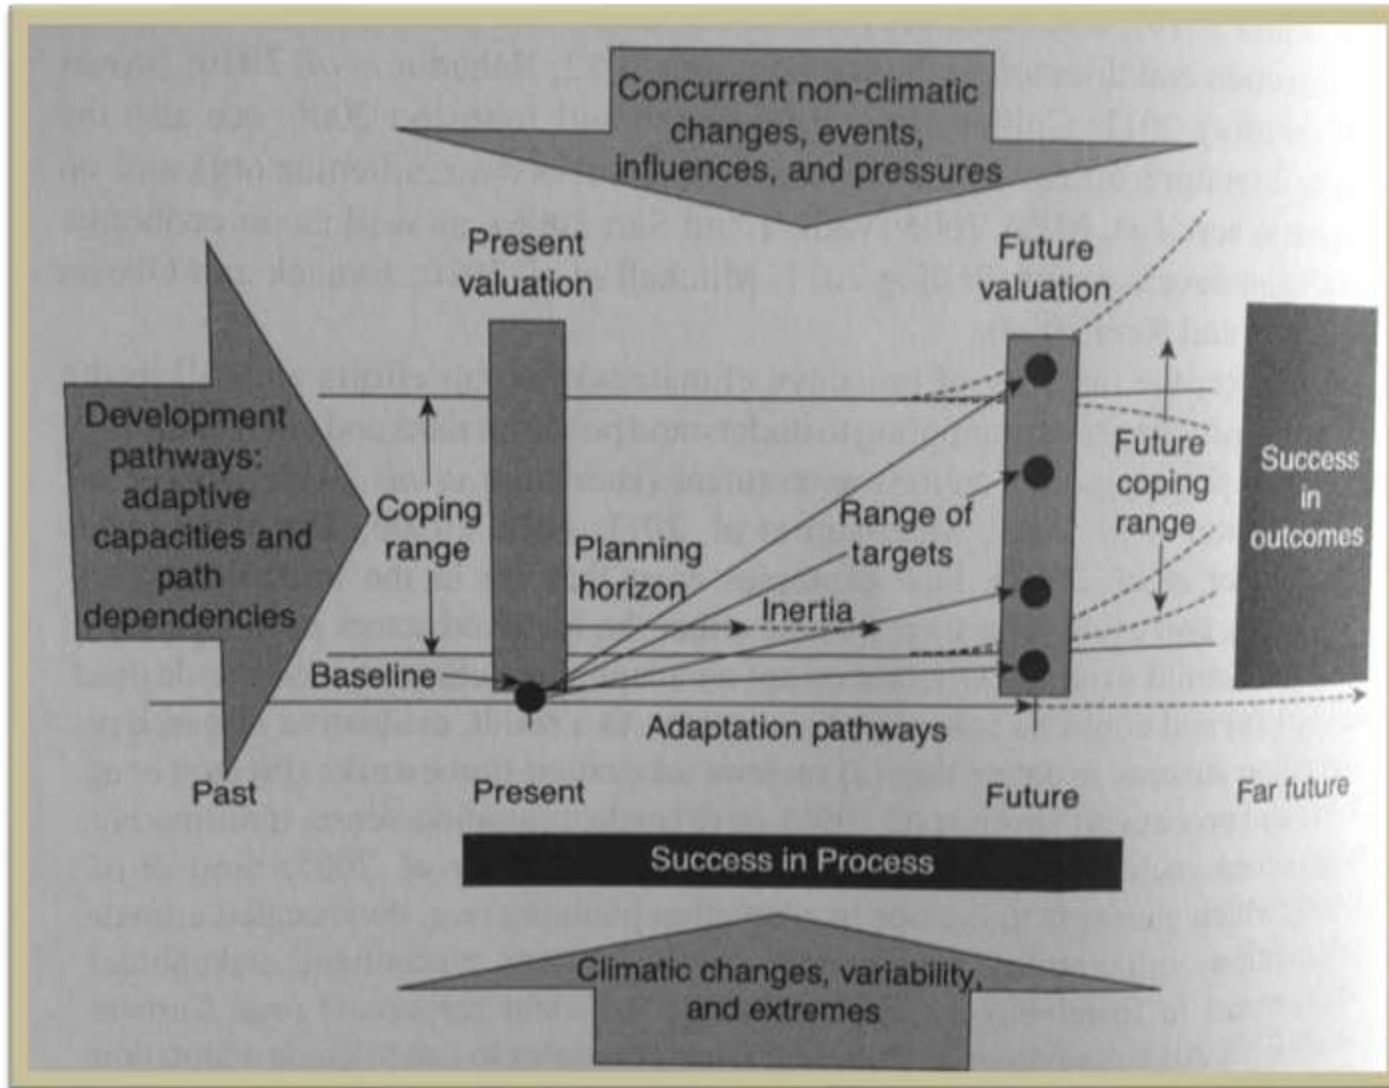 Concurrent non-climatic
changes, events,
influences, and pressures
Present
valuation
Future
valuation
Development
pathways:
adaptive
capacities and
path
dependencies
Coping
range
Planning
horizon
Range of
targets
Inertia
Future
coping
range
Success
in
outcomes
Baseline
Adaptation pathways
Past
Present
Future
Far future
Success in Process
Climatic changes, variability,
and extremes